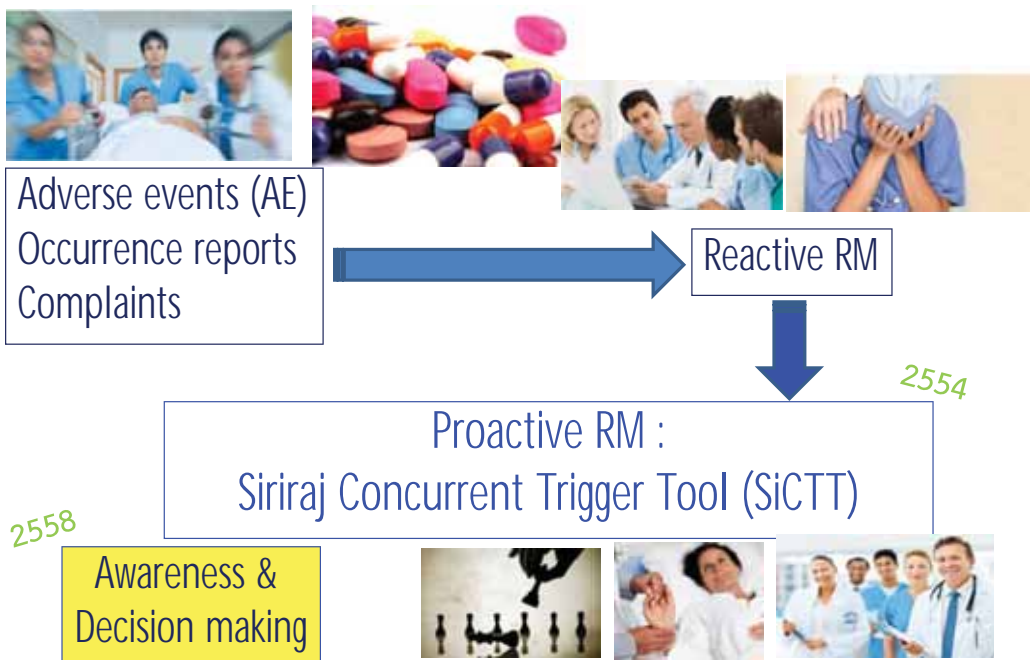 Adverse events (AE)
Occurrence reports
Complaints
Reactive RM
2554
Proactive RM :
Siriraj Concurrent Trigger Tool (SiCTT)
2558
Awareness &
Decision making